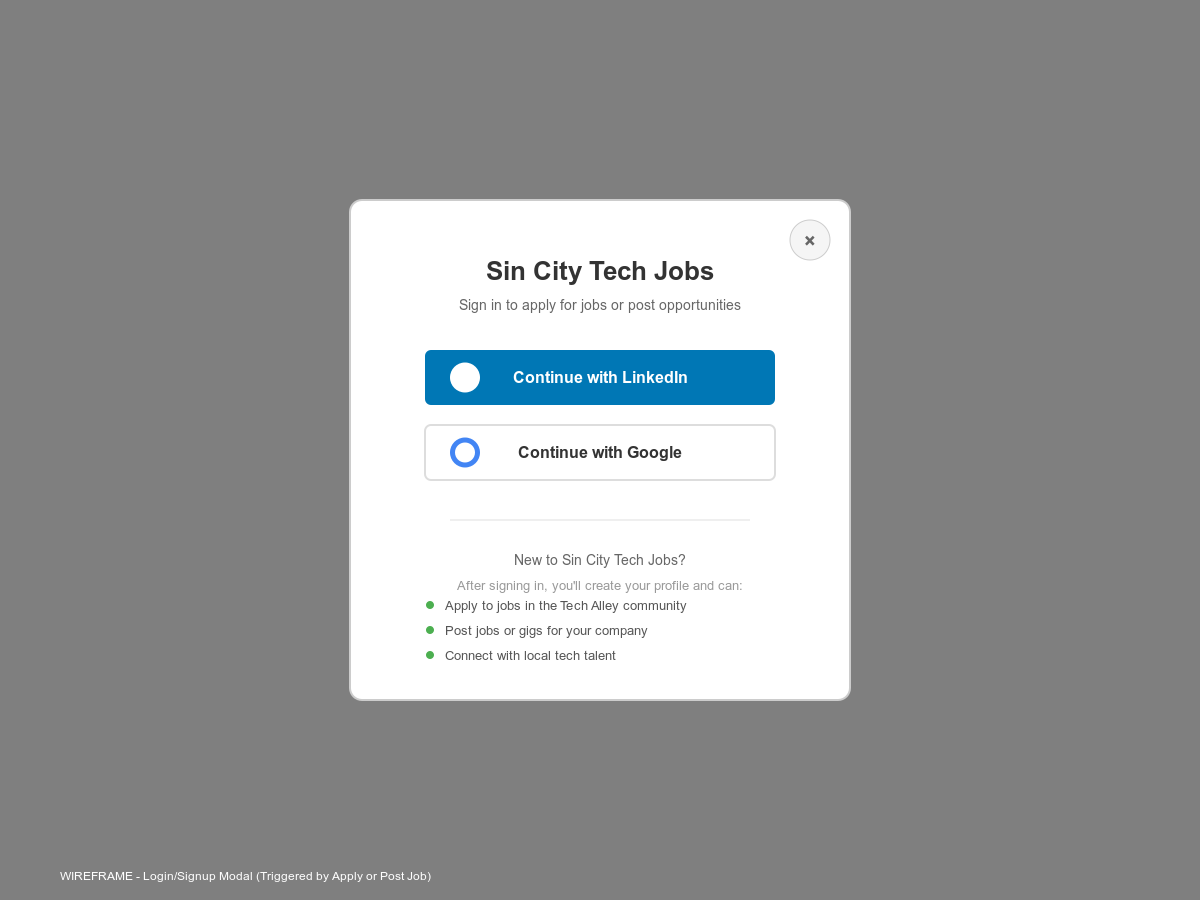 ×
Sin City Tech Jobs
Sign in to apply for jobs or post opportunities
Continue with LinkedIn
Continue with Google
New to Sin City Tech Jobs?
After signing in, you'll create your profile and can:
Apply to jobs in the Tech Alley community
Post jobs or gigs for your company
Connect with local tech talent
WIREFRAME - Login/Signup Modal (Triggered by Apply or Post Job)